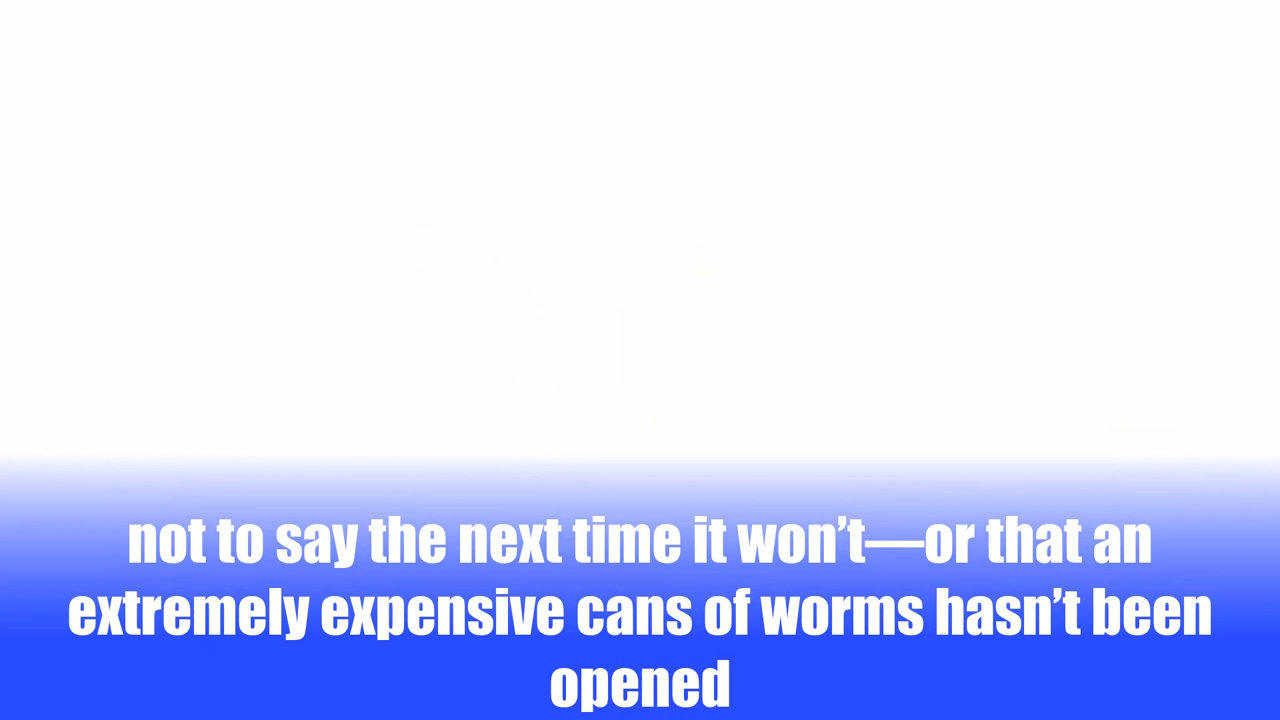 not to say the next time it won’t—or that an
extremely expensive cans of worms hasn’t been
opened